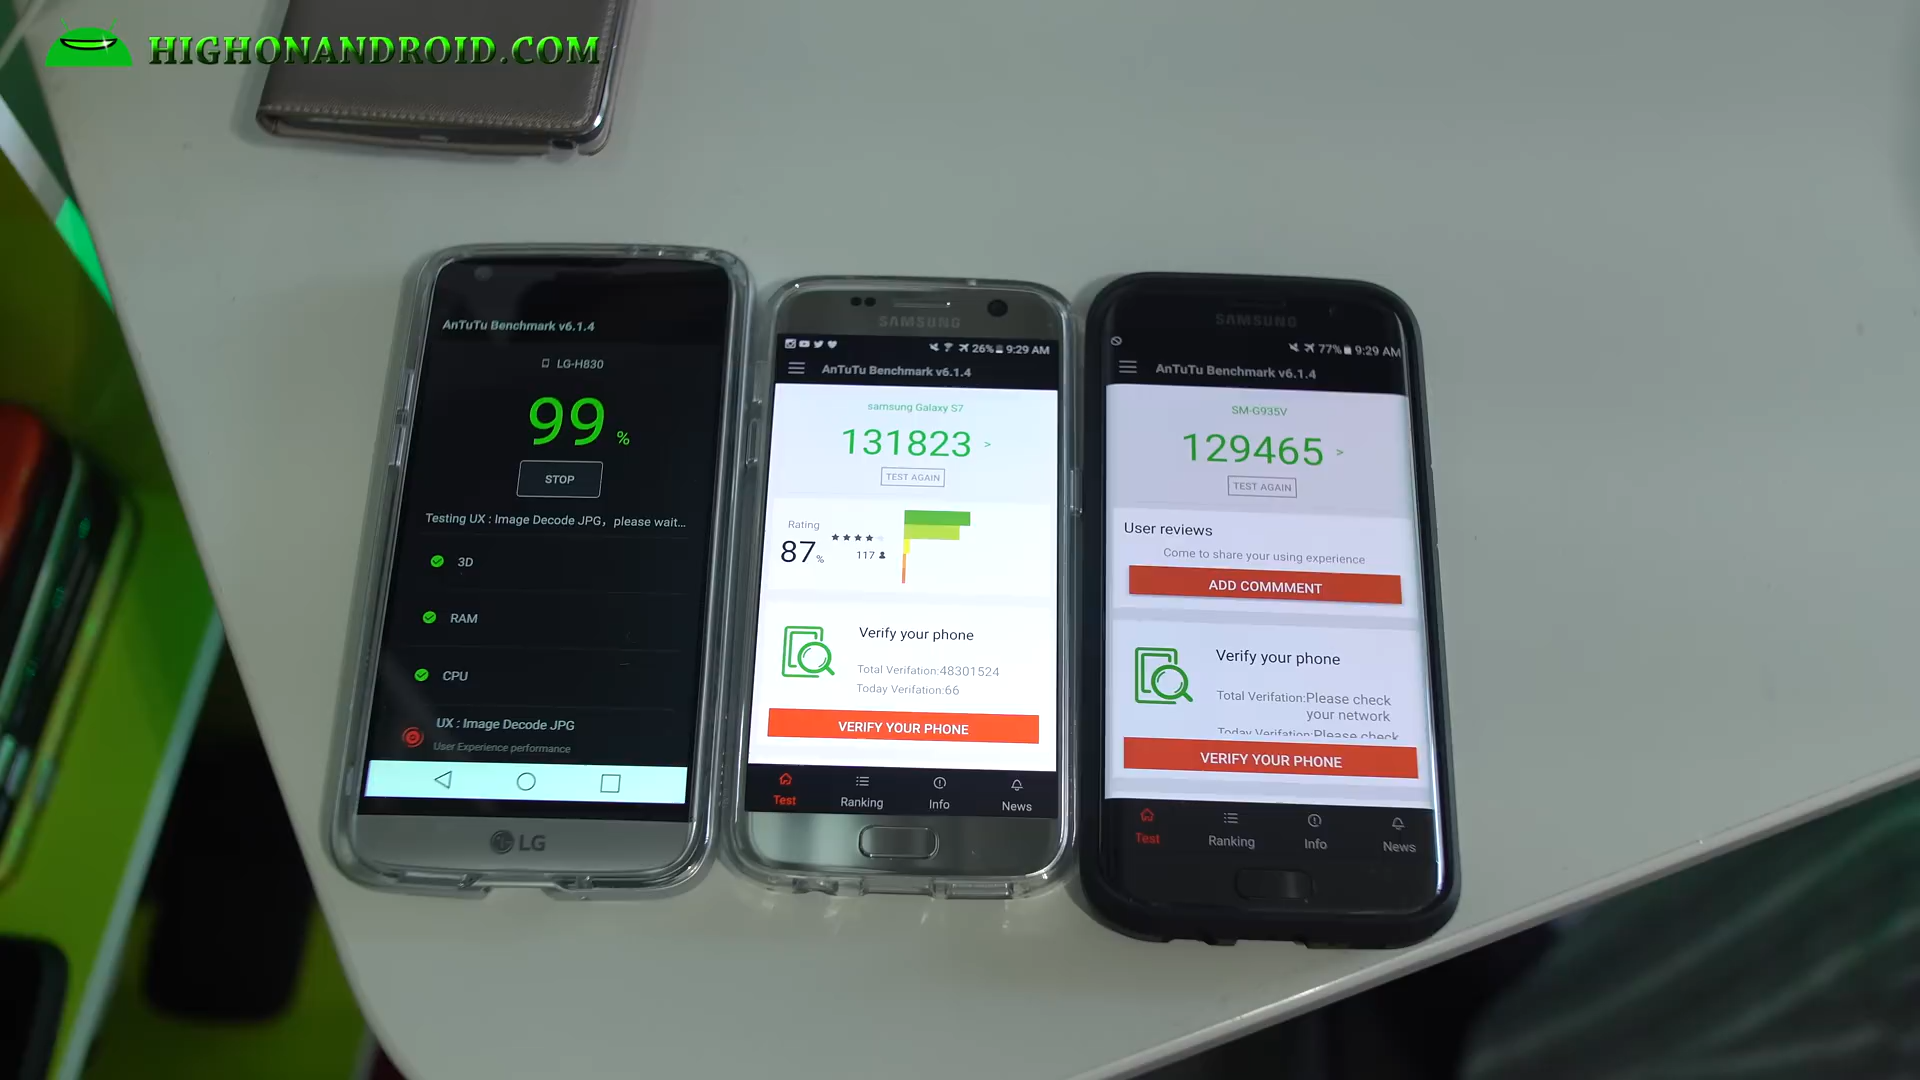 HIGHONANDROID.COM
AnTuTu Benchmark v6.1.4
LG-H830
99 %
STOP
Testing UX : Image Decode JPG, please wait...
3D
RAM
CPU
UX : Image Decode JPG
User Experience performance
LG
SAMSUNG
26% 9:29 AM
AnTuTu Benchmark v6.1.4
samsung Galaxy S7
131823 >
TEST AGAIN
Rating
87%
117
Verify your phone
Total Verifation:48301524
Today Verifation:66
VERIFY YOUR PHONE
Test Ranking Info News
SAMSUNG
77% 9:29 AM
AnTuTu Benchmark v6.1.4
SM-G935V
129465 >
TEST AGAIN
User reviews
Come to share your using experience
ADD COMMMENT
Verify your phone
Total Verifation:Please check
your network
Today Verifation:Please check
VERIFY YOUR PHONE
Test Ranking Info News